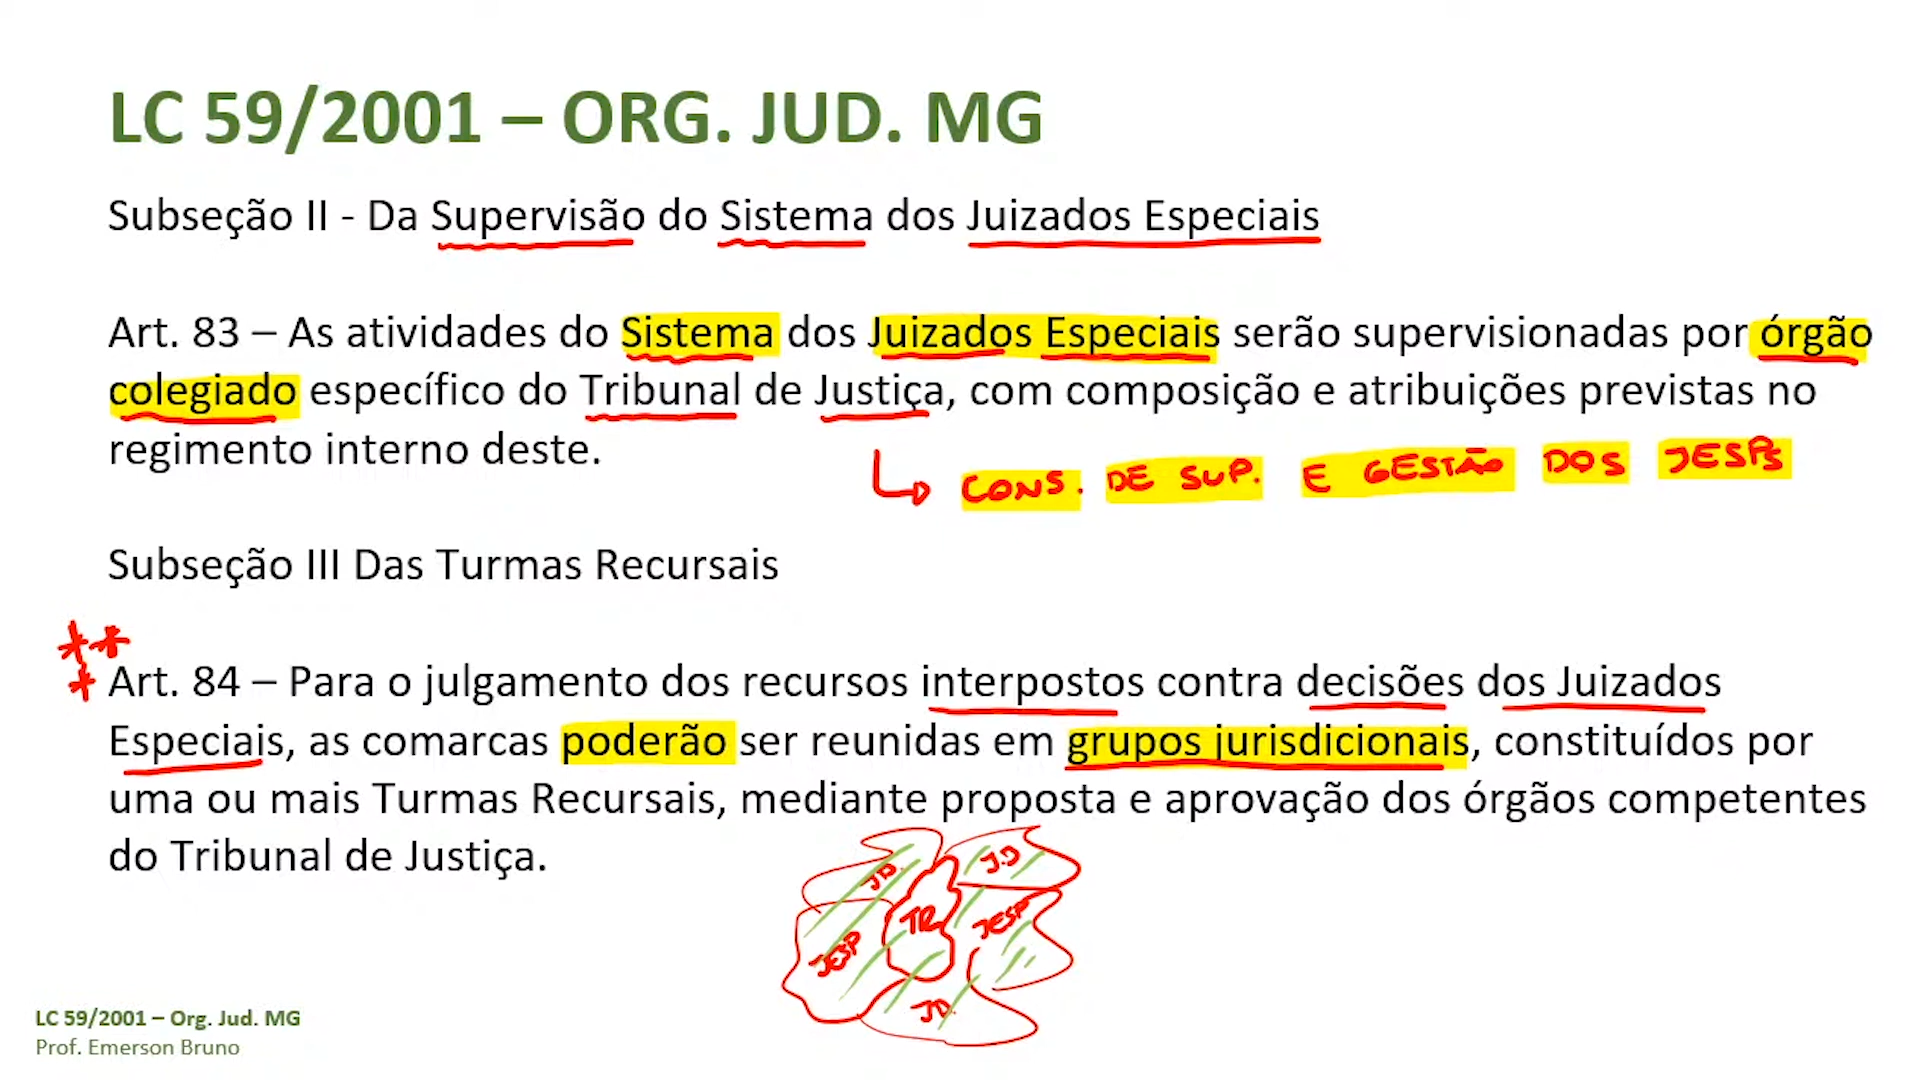 LC 59/2001 – ORG. JUD. MG
Subseção II - Da Supervisão do Sistema dos Juizados Especiais
Art. 83 – As atividades do Sistema dos Juizados Especiais serão supervisionadas por órgão
colegiado específico do Tribunal de Justiça, com composição e atribuições previstas no
regimento interno deste.
CONS. DE SUP. E GESTÃO DOS JESPs
Subseção III Das Turmas Recursais
Art. 84 – Para o julgamento dos recursos interpostos contra decisões dos Juizados
Especiais, as comarcas poderão ser reunidas em grupos jurisdicionais, constituídos por
uma ou mais Turmas Recursais, mediante proposta e aprovação dos órgãos competentes
do Tribunal de Justiça.
JD. J.D
TR JESP
JESP
JD.
LC 59/2001 – Org. Jud. MG
Prof. Emerson Bruno